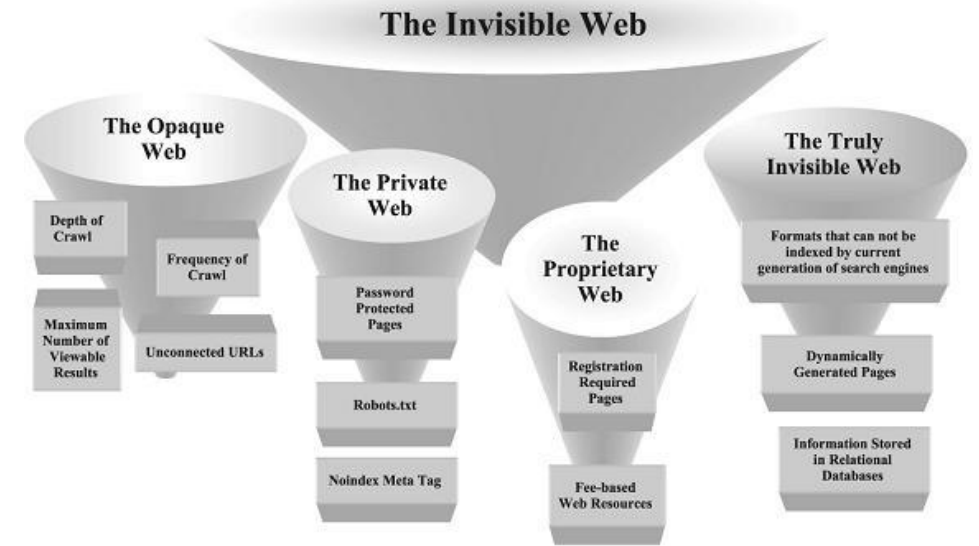 The Invisible Web
The Opaque
Web
Depth of
Crawl
Frequency of
Crawl
Maximum
Number of
Viewable
Results
Unconnected URLs
The Private
Web
Password
Protected
Pages
Robots.txt
Noindex Meta Tag
The
Proprietary
Web
Registration
Required
Pages
Fee-based
Web Resources
The Truly
Invisible Web
Formats that can not be
indexed by current
generation of search engines
Dynamically
Generated Pages
Information Stored
in Relational
Databases